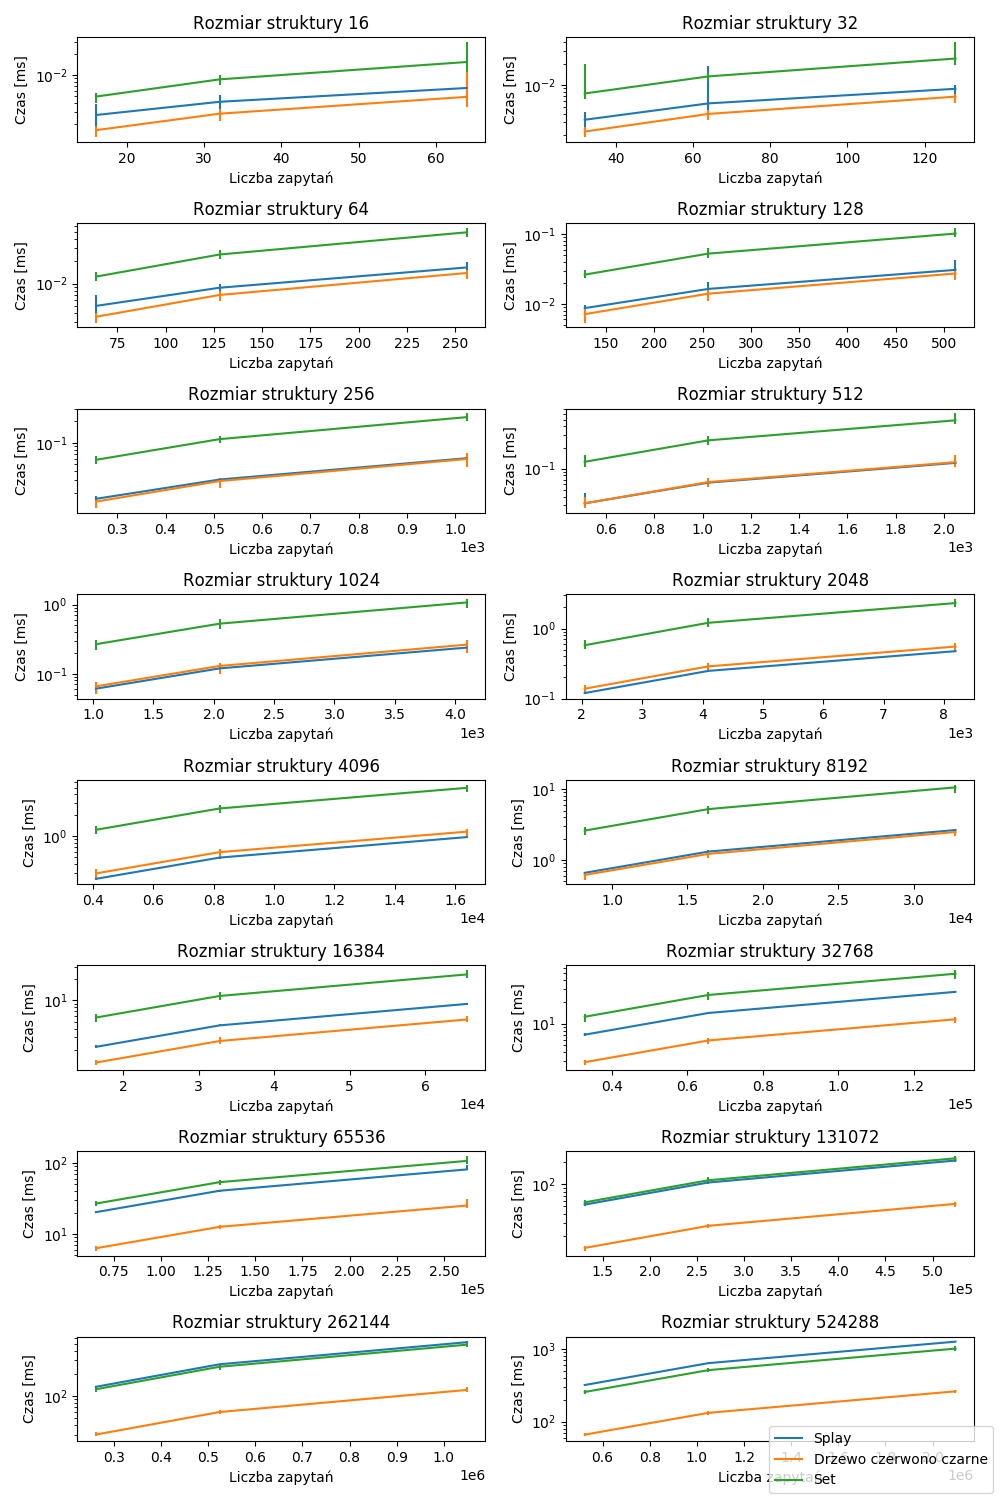 Rozmiar struktury 16
Czas [ms]
10⁻²
20 30 40 50 60
Liczba zapytań
Rozmiar struktury 32
Czas [ms]
10⁻²
40 60 80 100 120
Liczba zapytań
Rozmiar struktury 64
Czas [ms]
10⁻²
75 100 125 150 175 200 225 250
Liczba zapytań
Rozmiar struktury 128
Czas [ms]
10⁻¹
10⁻²
150 200 250 300 350 400 450 500
Liczba zapytań
Rozmiar struktury 256
Czas [ms]
10⁻¹
0.3 0.4 0.5 0.6 0.7 0.8 0.9 1.0
Liczba zapytań
1e3
Rozmiar struktury 512
Czas [ms]
10⁻¹
0.6 0.8 1.0 1.2 1.4 1.6 1.8 2.0
Liczba zapytań
1e3
Rozmiar struktury 1024
Czas [ms]
10⁰
10⁻¹
1.0 1.5 2.0 2.5 3.0 3.5 4.0
Liczba zapytań
1e3
Rozmiar struktury 2048
Czas [ms]
10⁰
10⁻¹
2 3 4 5 6 7 8
Liczba zapytań
1e3
Rozmiar struktury 4096
Czas [ms]
10⁰
0.4 0.6 0.8 1.0 1.2 1.4 1.6
Liczba zapytań
1e4
Rozmiar struktury 8192
Czas [ms]
10¹
10⁰
1.0 1.5 2.0 2.5 3.0
Liczba zapytań
1e4
Rozmiar struktury 16384
Czas [ms]
10¹
2 3 4 5 6
Liczba zapytań
1e4
Rozmiar struktury 32768
Czas [ms]
10¹
0.4 0.6 0.8 1.0 1.2
Liczba zapytań
1e5
Rozmiar struktury 65536
Czas [ms]
10²
10¹
0.75 1.00 1.25 1.50 1.75 2.00 2.25 2.50
Liczba zapytań
1e5
Rozmiar struktury 131072
Czas [ms]
10²
1.5 2.0 2.5 3.0 3.5 4.0 4.5 5.0
Liczba zapytań
1e5
Rozmiar struktury 262144
Czas [ms]
10²
0.3 0.4 0.5 0.6 0.7 0.8 0.9 1.0
Liczba zapytań
1e6
Rozmiar struktury 524288
Czas [ms]
10³
10²
0.6 0.8 1.0 1.2 1.4 1.6 1.8 2.0
Liczba zapytań
1e6
Splay
Drzewo czerwono czarne
Set